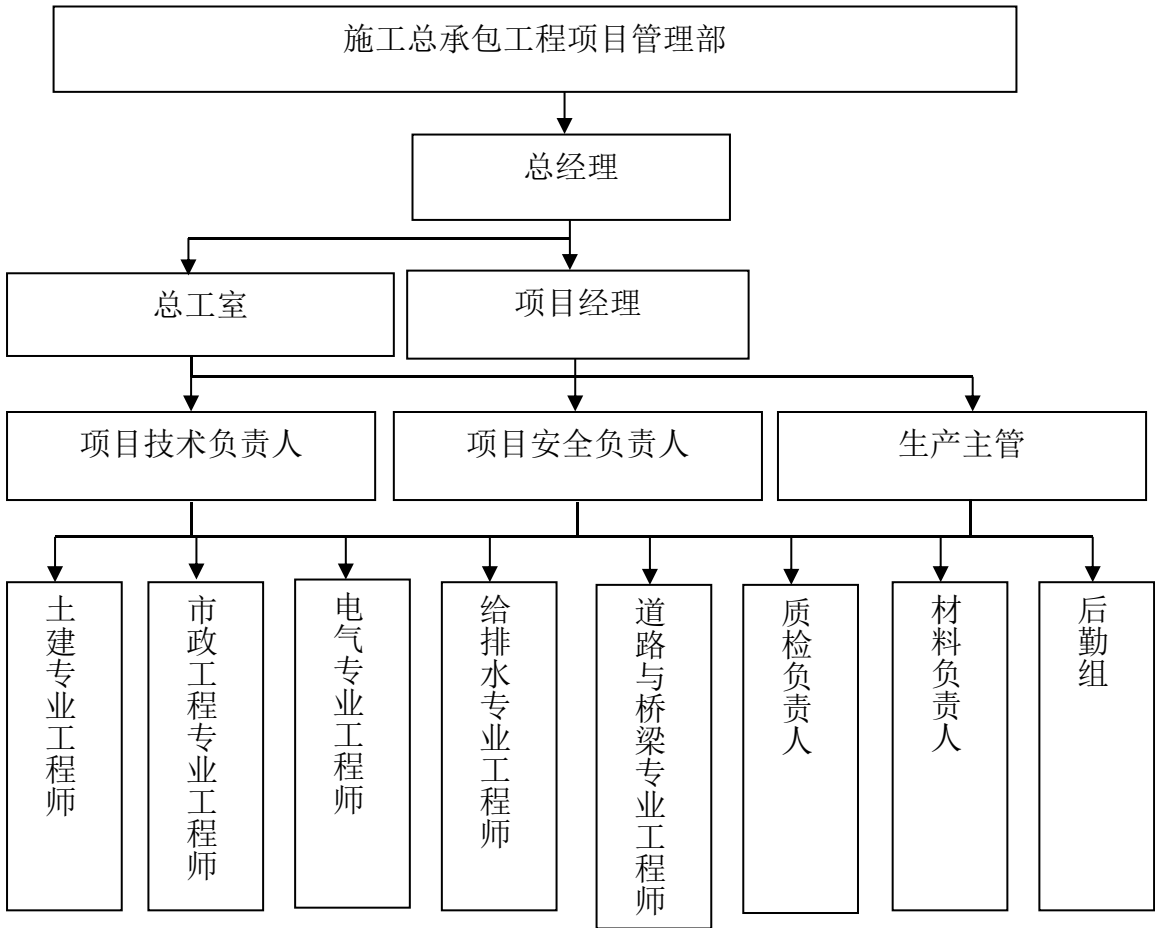 施工总承包工程项目管理部
总经理
总工室
项目经理
项目技术负责人
项目安全负责人
生产主管
土建专业工程师
市政工程专业工程师
电气专业工程师
给排水专业工程师
道路与桥梁专业工程师
质检负责人
材料负责人
后勤组